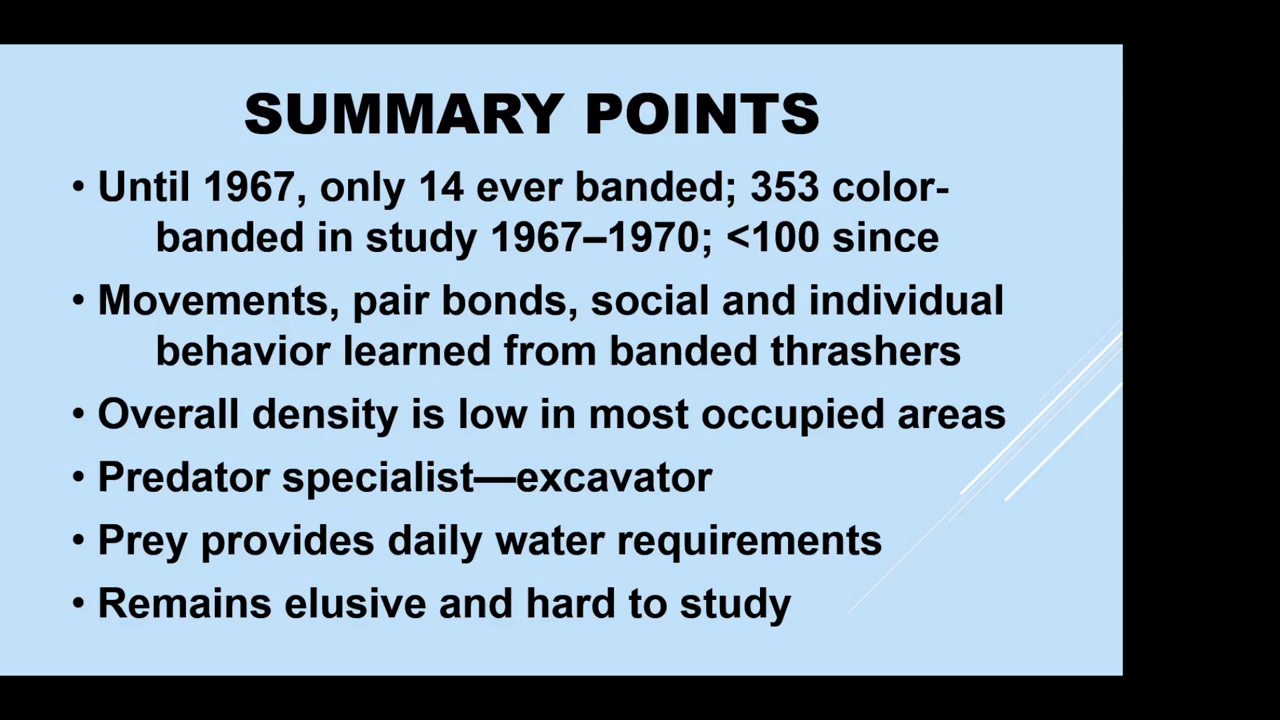 SUMMARY POINTS
• Until 1967, only 14 ever banded; 353 color-
banded in study 1967–1970; <100 since
• Movements, pair bonds, social and individual
behavior learned from banded thrashers
• Overall density is low in most occupied areas
• Predator specialist—excavator
• Prey provides daily water requirements
• Remains elusive and hard to study